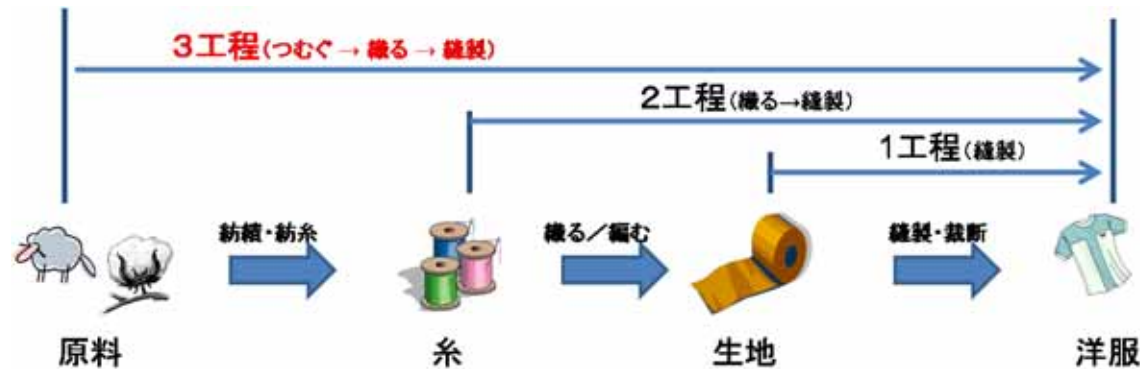 3工程(つむぐ → 織る → 縫製)
2工程(織る→縫製)
1工程(縫製)
紡績・紡糸
織る／編む
縫製・裁断
原料
糸
生地
洋服